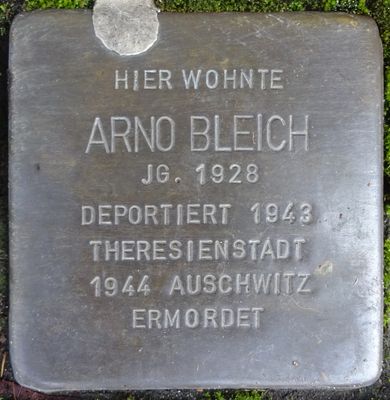 HIER WOHNTE
ARNO BLEICH
JG. 1928
DEPORTIERT 1943
THERESIENSTADT
1944 AUSCHWITZ
ERMORDET